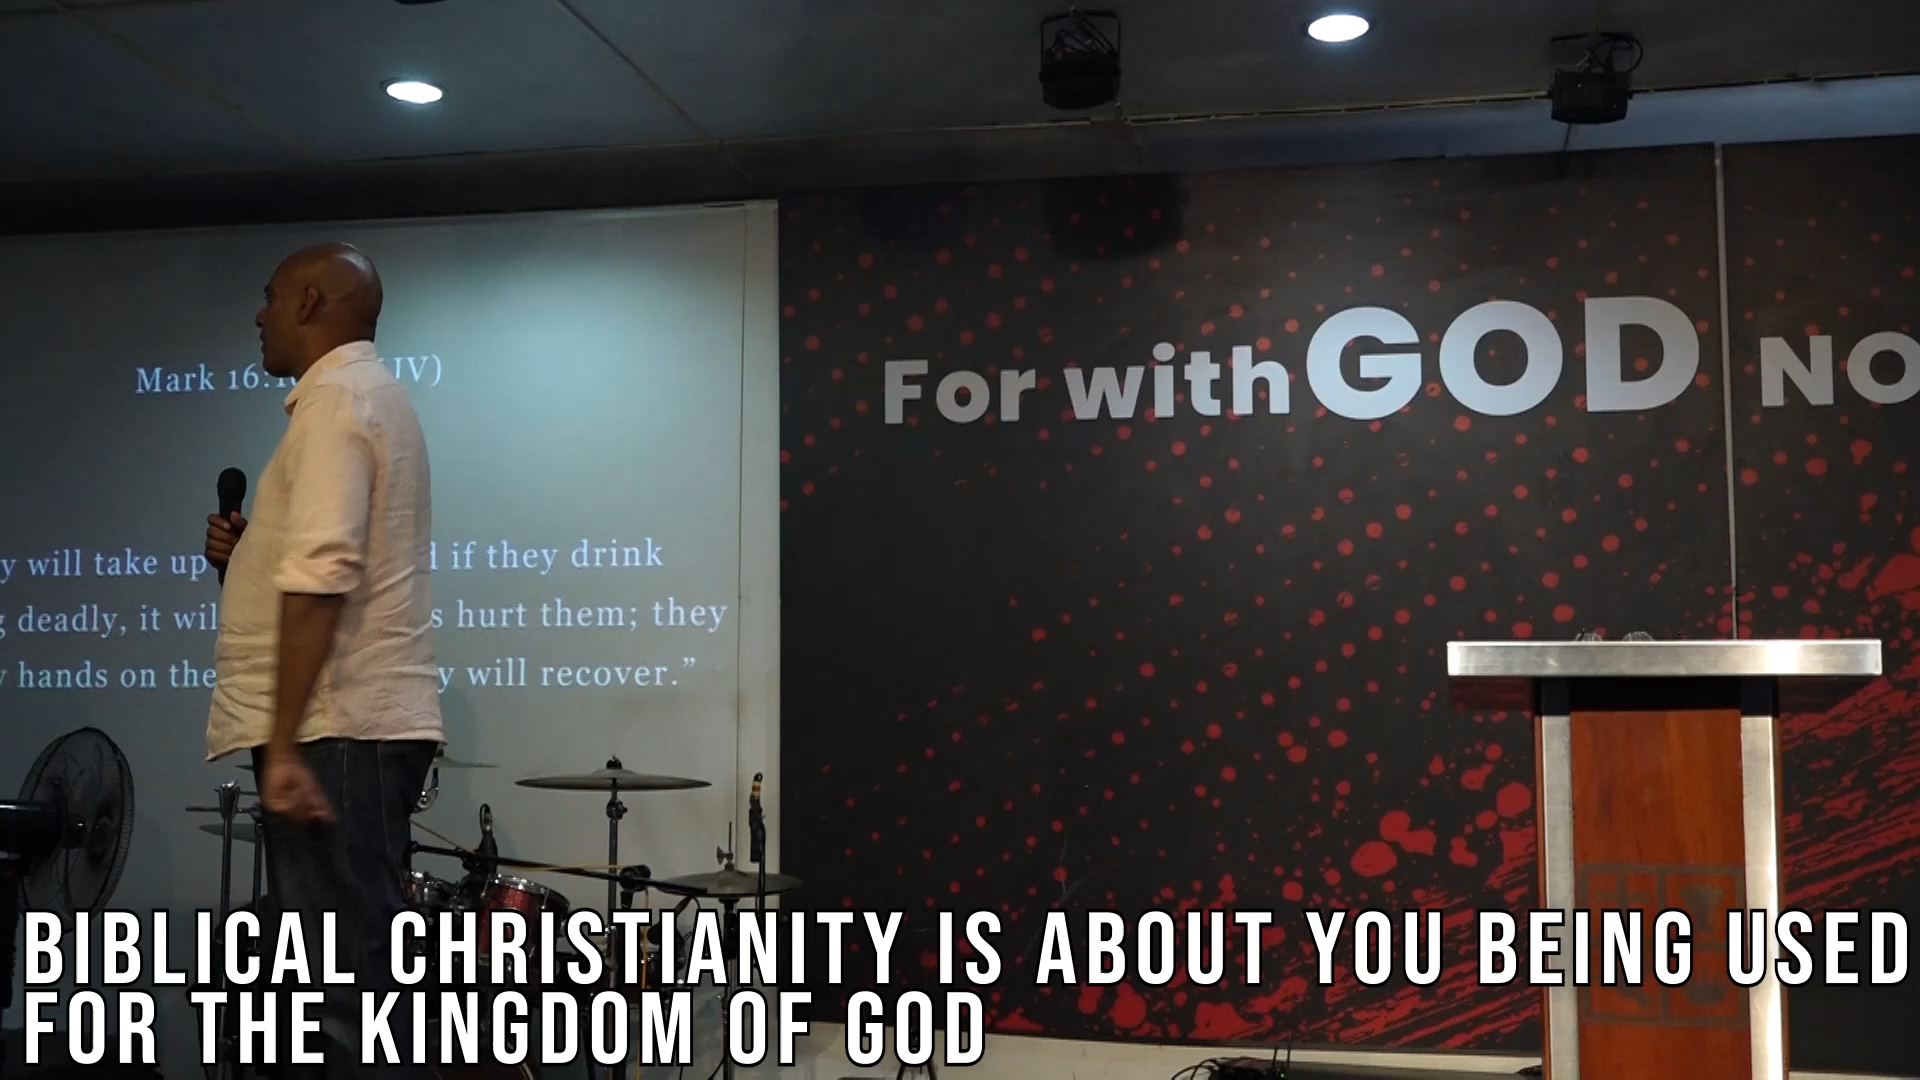 Mark 16:
IV)
y will take up
if they drink
deadly, it wil
s hurt them; they
hands on the
y will recover.”
For with GOD NO
BIBLICAL CHRISTIANITY IS ABOUT YOU BEING USED
FOR THE KINGDOM OF GOD